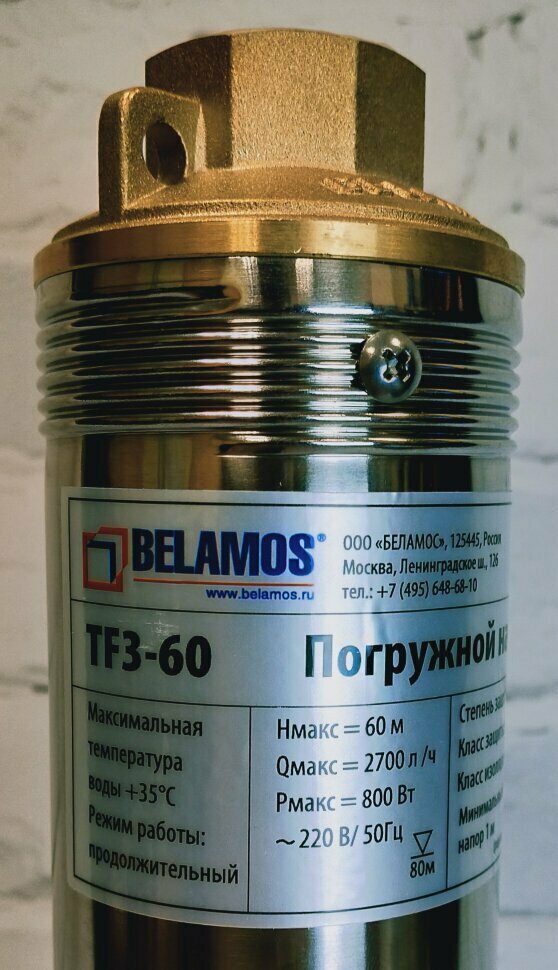 BELAMOS®
www.belamos.ru
ООО «БЕЛАМОС», 125445, Россия
Москва, Ленинградское ш., 126
тел.: +7 (495) 648-68-10
TF3-60
Погружной
Максимальная
температура
воды +35°С
Режим работы:
продолжительный
Нмакс = 60 м
Qмакс = 2700 л/ч
Рмакс = 800 Вт
~ 220 В/ 50Гц
80м
Степень
Класс
Класс
напор 1 м